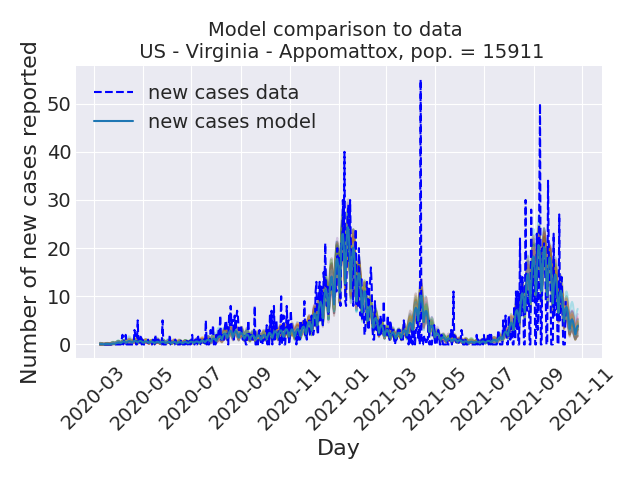 Model comparison to data
US - Virginia - Appomattox, pop. = 15911
Number of new cases reported
new cases data
new cases model
50
40
30
20
10
0
2020-03
2020-05
2020-07
2020-09
2020-11
2021-01
2021-03
2021-05
2021-07
2021-09
2021-11
Day